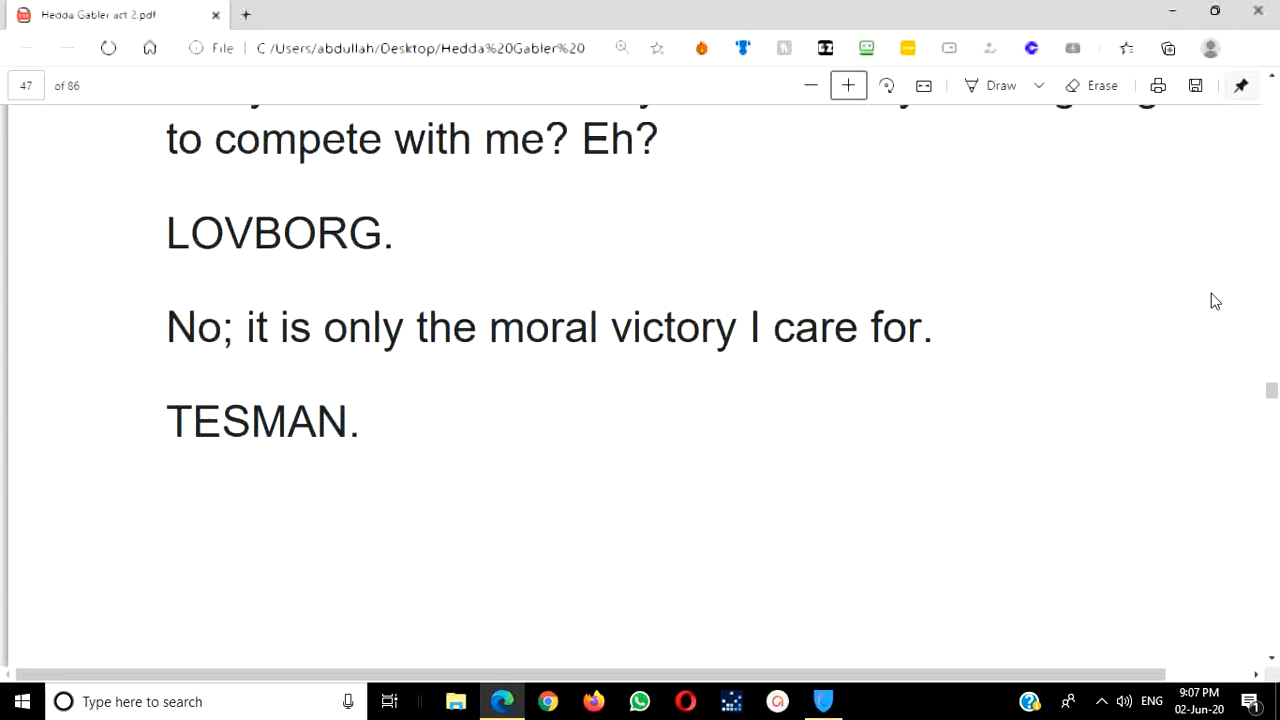 Hedda Gabler act 2.pdf
File C /Users/abdullah/Desktop/Hedda%20Gabler%20
47 of 86 Draw Erase
to compete with me? Eh?
LOVBORG.
No; it is only the moral victory I care for.
TESMAN.
Type here to search
ENG
9:07 PM
02-Jun-20